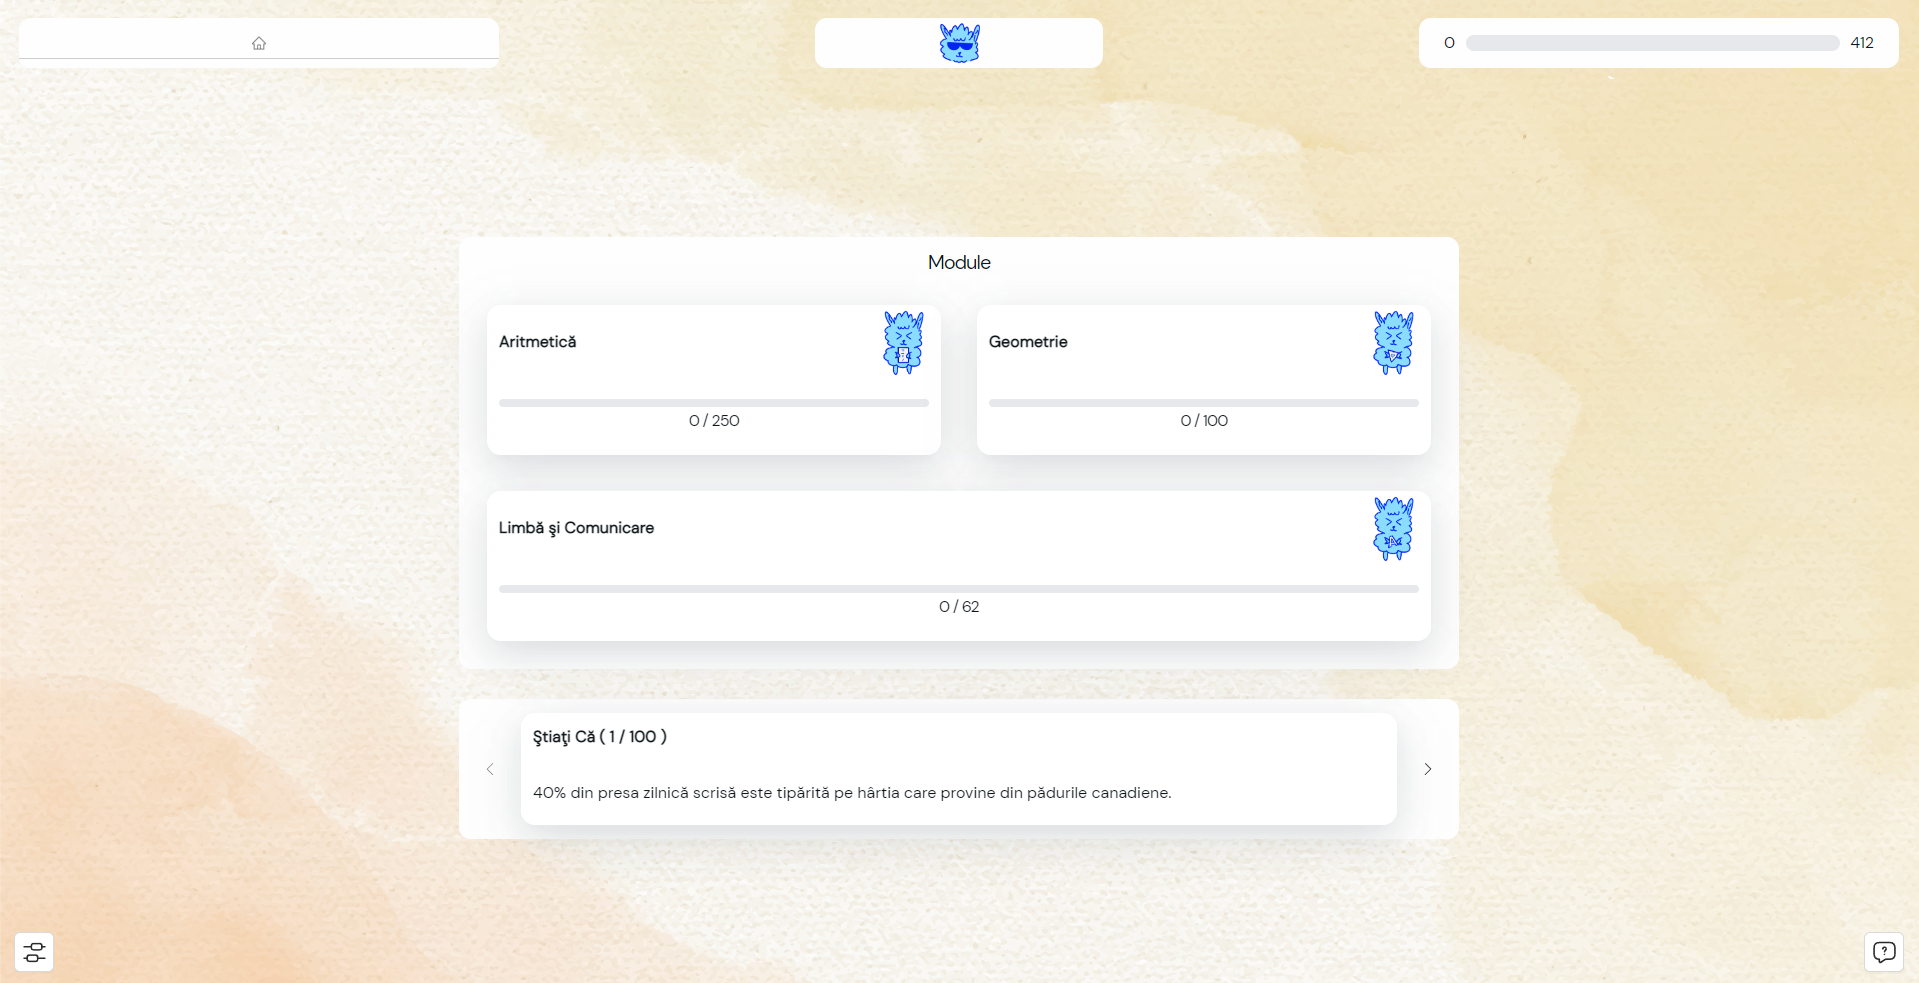 0 412
Module
Aritmetică
0 / 250
Geometrie
0 / 100
Limbă şi Comunicare
0 / 62
Ştiaţi Că ( 1 / 100 )
40% din presa zilnică scrisă este tipărită pe hârtia care provine din pădurile canadiene.